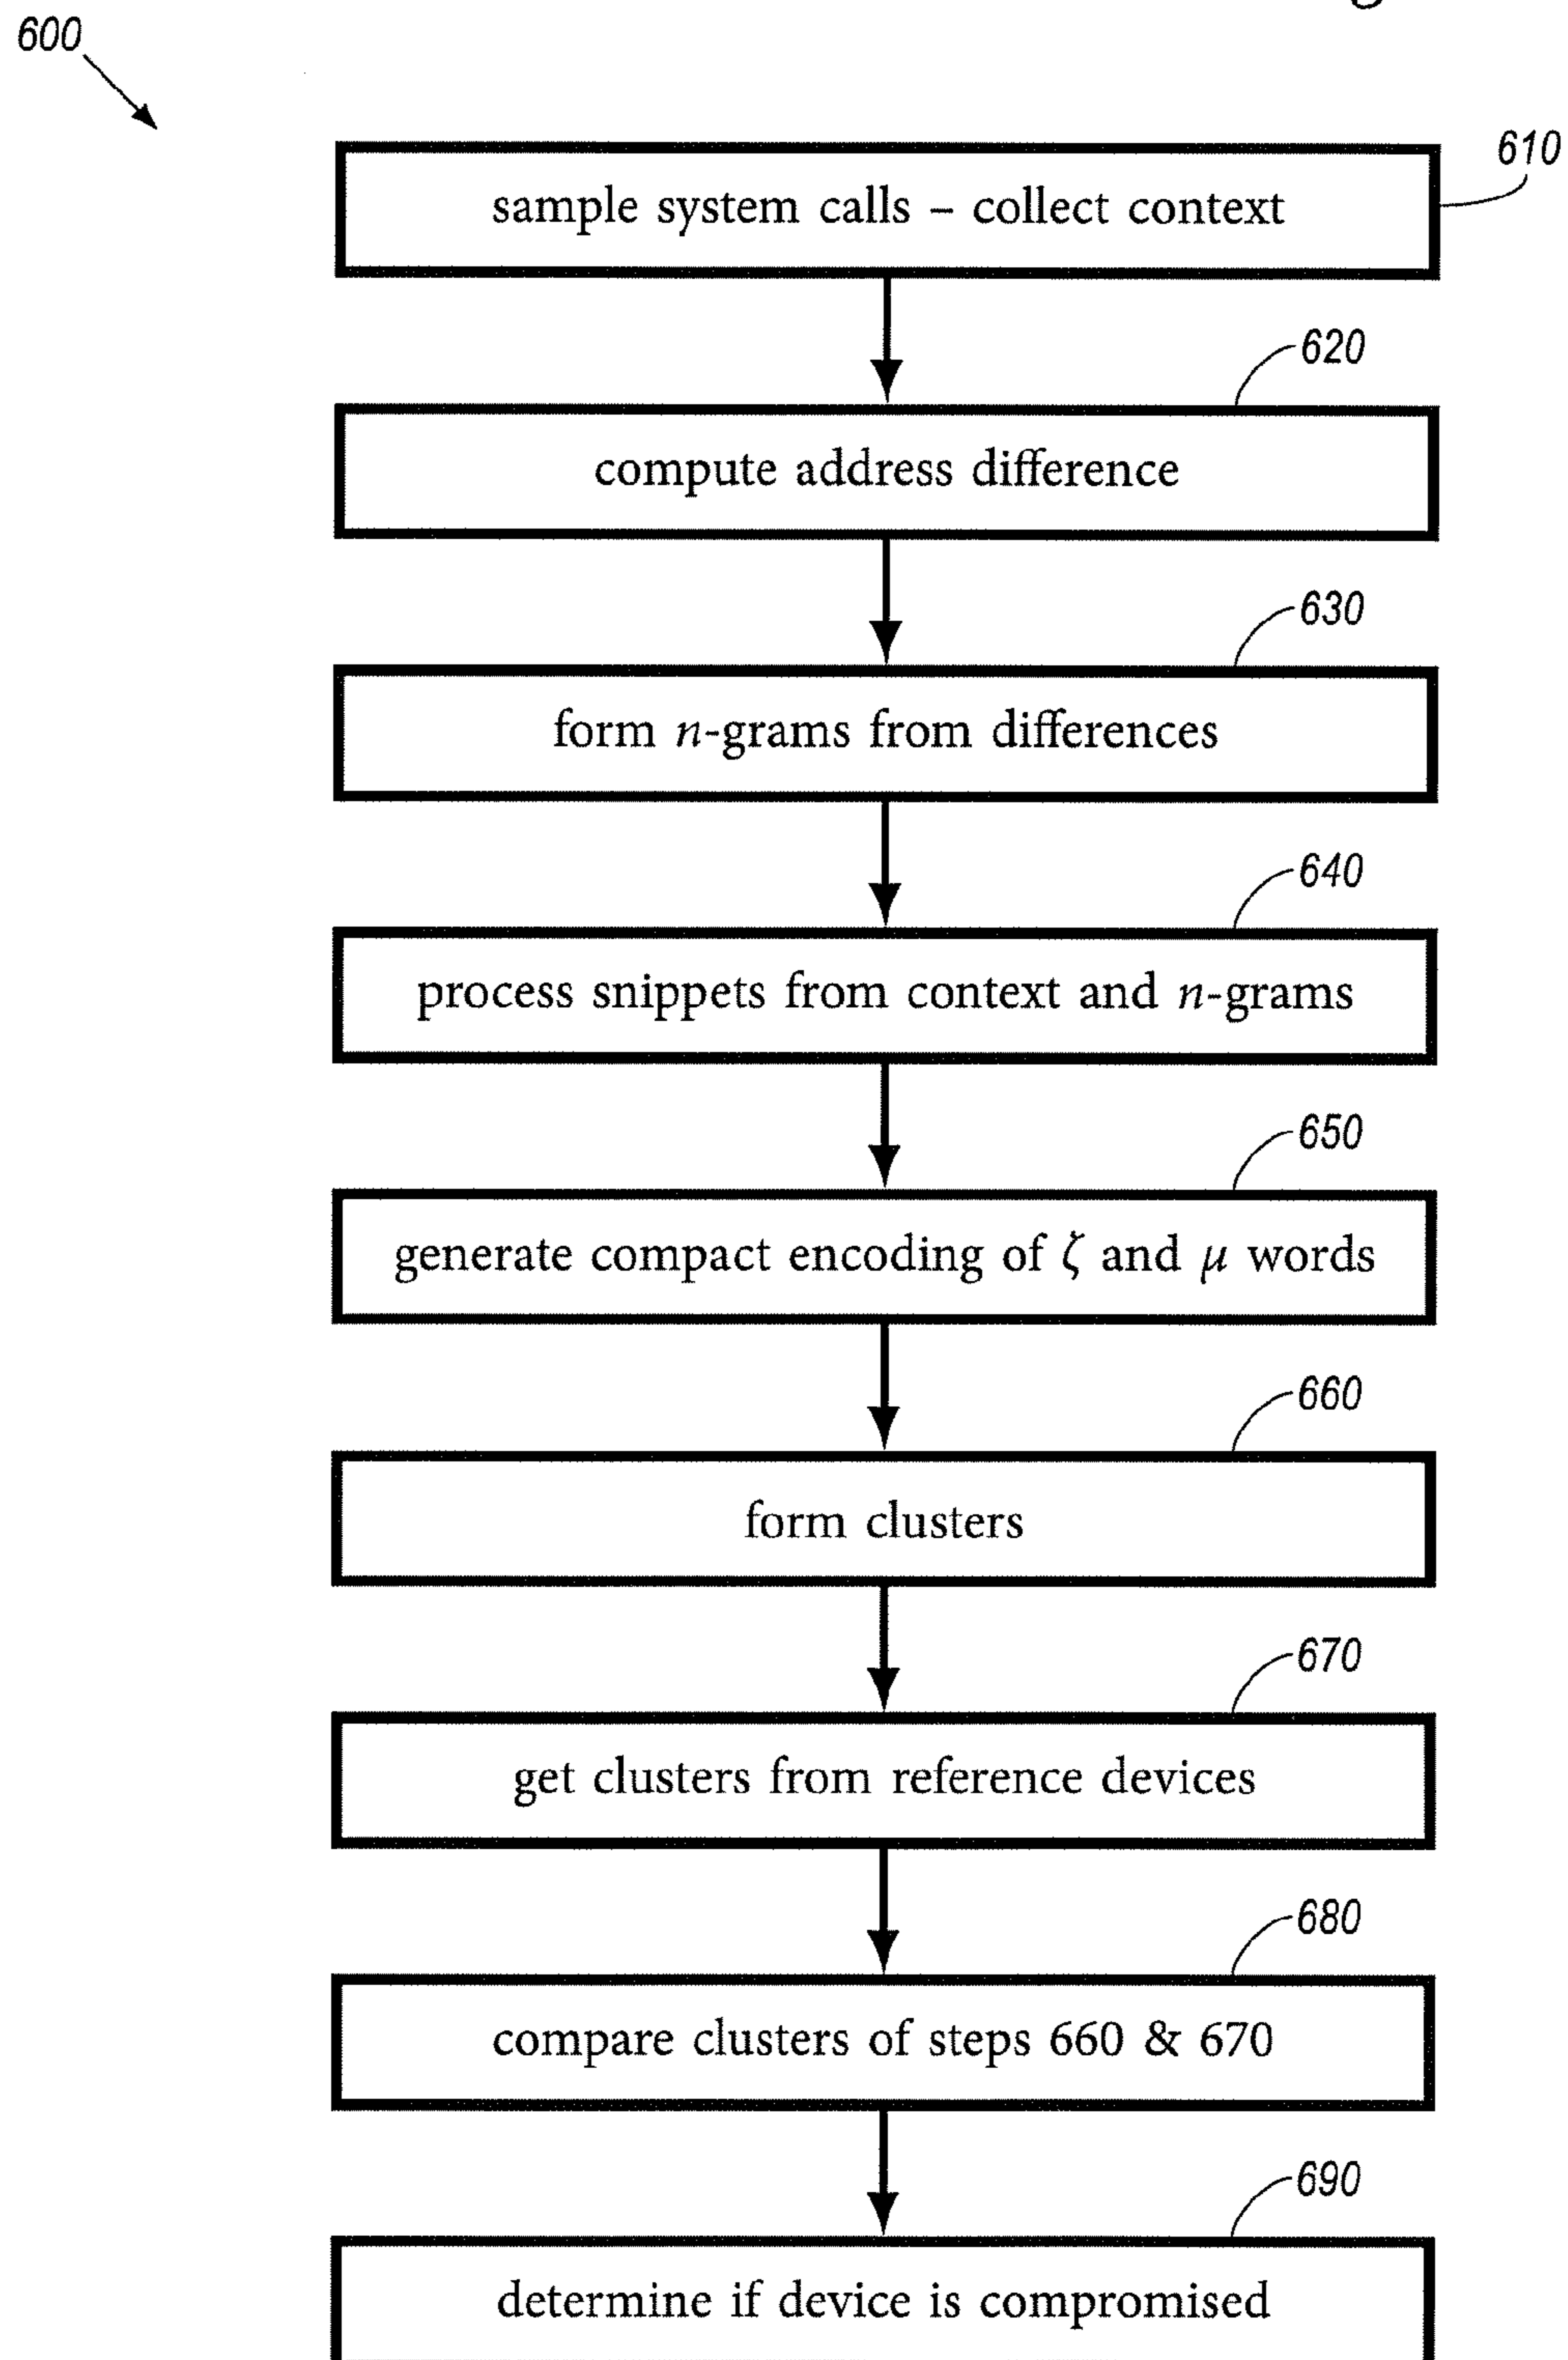 600
610
sample system calls – collect context
620
compute address difference
630
form n-grams from differences
640
process snippets from context and n-grams
650
generate compact encoding of ζ and μ words
660
form clusters
670
get clusters from reference devices
680
compare clusters of steps 660 & 670
690
determine if device is compromised